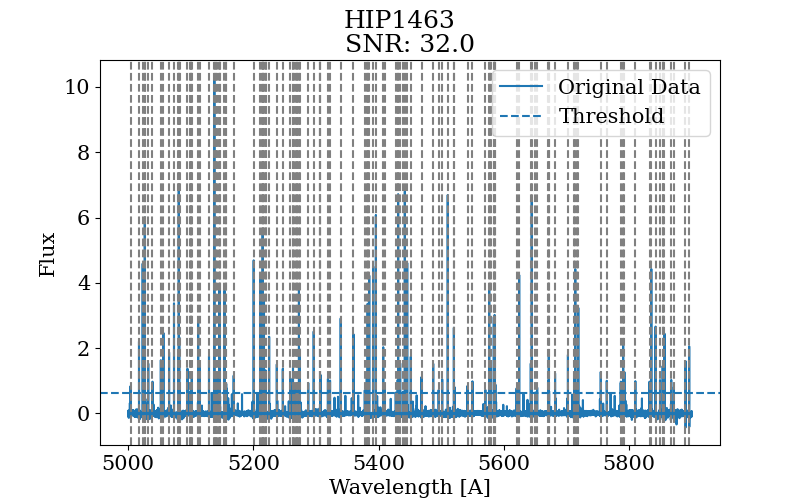 HIP1463
SNR: 32.0
Original Data
Threshold
Flux
10
8
6
4
2
0
5000 5200 5400 5600 5800
Wavelength [A]